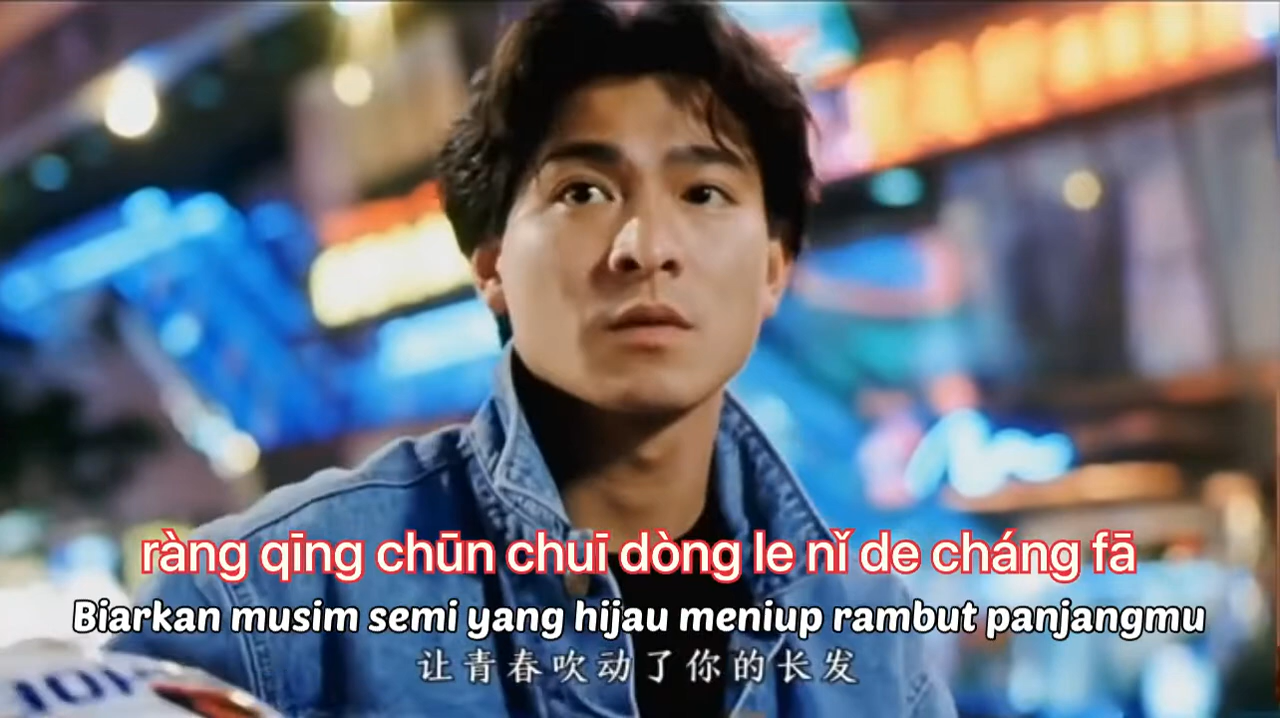 ràng qīng chūn chuī dòng le nǐ de cháng fā
Biarkan musim semi yang hijau meniup rambut panjangmu
让青春吹动了你的长发